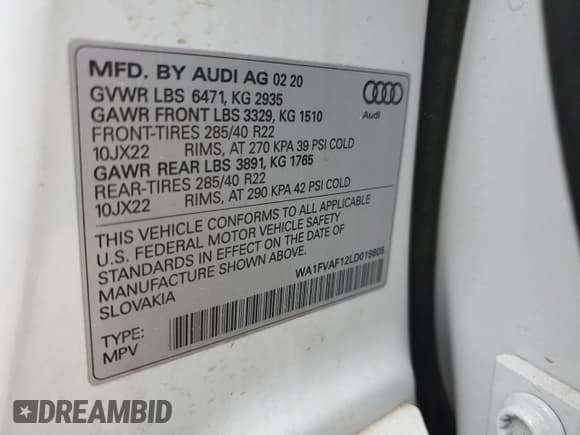 MFD. BY AUDI AG 02 20
GVWR LBS 6471, KG 2935
GAWR FRONT LBS 3329, KG 1510
FRONT-TIRES 285/40 R22
10JX22 RIMS, AT 270 KPA 39 PSI COLD
GAWR REAR LBS 3891, KG 1765
REAR-TIRES 285/40 R22
10JX22 RIMS, AT 290 KPA 42 PSI COLD
Audi
THIS VEHICLE CONFORMS TO ALL APPLICABLE
U.S. FEDERAL MOTOR VEHICLE SAFETY
STANDARDS IN EFFECT ON THE DATE OF
MANUFACTURE SHOWN ABOVE.
SLOVAKIA
WA1FVAF12LD019805
TYPE:
MPV
DREAMBID